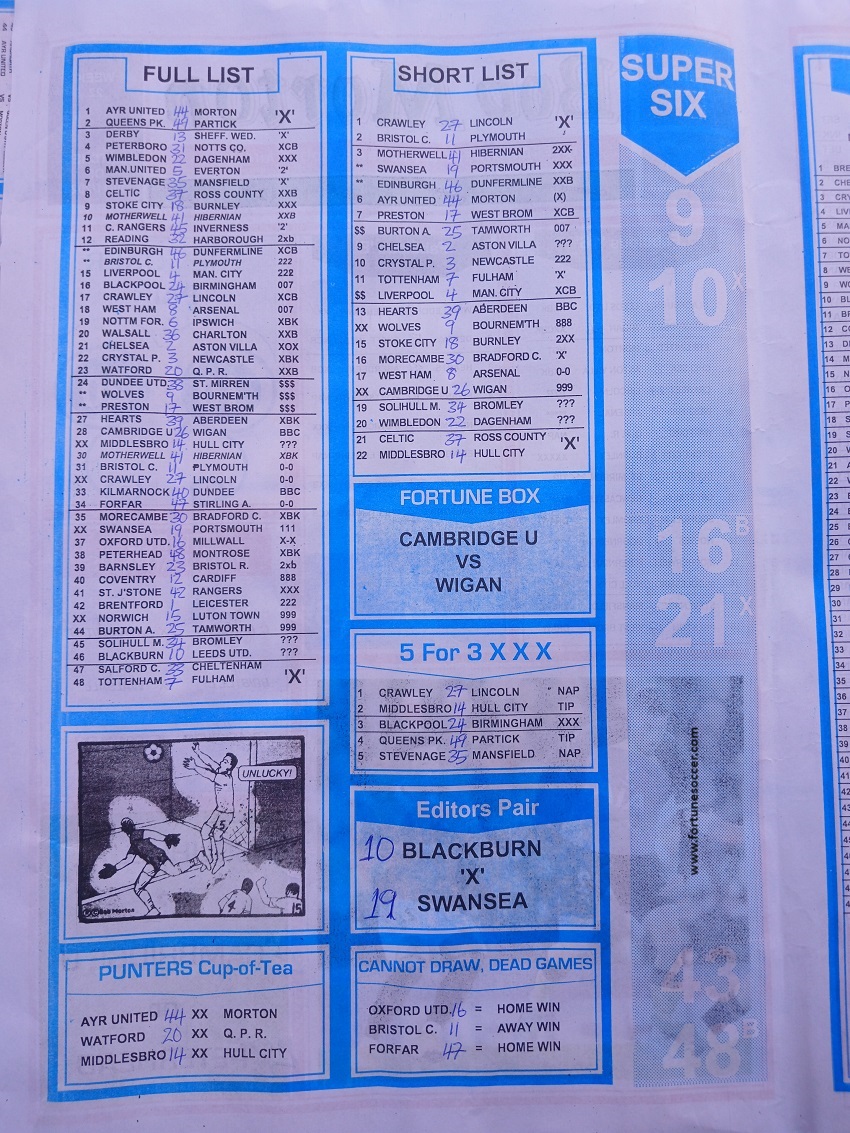 FULL LIST
1 AYR UNITED 44 MORTON 'X'
2 QUEENS PK. 49 PARTICK
3 DERBY 13 SHEFF. WED. 'X'
4 PETERBORO 31 NOTTS CO. XCB
5 WIMBLEDON 22 DAGENHAM XXX
6 MAN.UNITED 5 EVERTON '2'
7 STEVENAGE 35 MANSFIELD 'X'
8 CELTIC 37 ROSS COUNTY XXB
9 STOKE CITY 18 BURNLEY XXX
10 MOTHERWELL 41 HIBERNIAN XXB
11 C. RANGERS 45 INVERNESS '2'
12 READING 32 HARBOROUGH 2xb
** EDINBURGH 46 DUNFERMLINE XCB
** BRISTOL C. 11 PLYMOUTH 222
15 LIVERPOOL 4 MAN. CITY 222
16 BLACKPOOL 24 BIRMINGHAM 007
17 CRAWLEY 27 LINCOLN XCB
18 WEST HAM 8 ARSENAL 007
19 NOTTM FOR. 6 IPSWICH XBK
20 WALSALL 36 CHARLTON XXB
21 CHELSEA 2 ASTON VILLA XOX
22 CRYSTAL P. 3 NEWCASTLE XBK
23 WATFORD 20 Q. P. R. XXB
24 DUNDEE UTD. 38 ST. MIRREN $$$
** WOLVES 9 BOURNEM'TH $$$
** PRESTON 17 WEST BROM $$$
27 HEARTS 39 ABERDEEN XBK
28 CAMBRIDGE U 26 WIGAN BBC
XX MIDDLESBRO 14 HULL CITY ???
30 MOTHERWELL 41 HIBERNIAN XBK
31 BRISTOL C. 11 PLYMOUTH 0-0
XX CRAWLEY 27 LINCOLN 0-0
33 KILMARNOCK 40 DUNDEE BBC
34 FORFAR 47 STIRLING A. 0-0
35 MORECAMBE 30 BRADFORD C. XBK
XX SWANSEA 19 PORTSMOUTH 111
37 OXFORD UTD. 16 MILLWALL X-X
38 PETERHEAD 48 MONTROSE XBK
39 BARNSLEY 23 BRISTOL R. 2xb
40 COVENTRY 12 CARDIFF 888
41 ST. J'STONE 42 RANGERS XXX
42 BRENTFORD 1 LEICESTER 222
XX NORWICH 15 LUTON TOWN 999
44 BURTON A. 25 TAMWORTH 999
45 SOLIHULL M. 34 BROMLEY ???
46 BLACKBURN 10 LEEDS UTD. ???
47 SALFORD C. 33 CHELTENHAM 'X'
48 TOTTENHAM 7 FULHAM
UNLUCKY!
5
4
15
PUNTERS Cup-of-Tea
AYR UNITED 44 XX MORTON
WATFORD 20 XX Q. P. R.
MIDDLESBRO 14 XX HULL CITY
SHORT LIST
1 CRAWLEY 27 LINCOLN 'X'
2 BRISTOL C. 11 PLYMOUTH
3 MOTHERWELL 41 HIBERNIAN 2XX
** SWANSEA 19 PORTSMOUTH XXX
** EDINBURGH 46 DUNFERMLINE XXB
6 AYR UNITED 44 MORTON (X)
7 PRESTON 17 WEST BROM XCB
$$ BURTON A. 25 TAMWORTH 007
9 CHELSEA 2 ASTON VILLA ???
10 CRYSTAL P. 3 NEWCASTLE 222
11 TOTTENHAM 7 FULHAM 'X'
$$ LIVERPOOL 4 MAN. CITY XCB
13 HEARTS 39 ABERDEEN BBC
XX WOLVES 9 BOURNEM'TH 888
15 STOKE CITY 18 BURNLEY 2XX
16 MORECAMBE 30 BRADFORD C. 'X'
17 WEST HAM 8 ARSENAL 0-0
XX CAMBRIDGE U 26 WIGAN 999
19 SOLIHULL M. 34 BROMLEY ???
20 WIMBLEDON 22 DAGENHAM ???
21 CELTIC 37 ROSS COUNTY 'X'
22 MIDDLESBRO 14 HULL CITY
FORTUNE BOX
CAMBRIDGE U
VS
WIGAN
5 For 3 X X X
1 CRAWLEY 27 LINCOLN NAP
2 MIDDLESBRO 14 HULL CITY TIP
3 BLACKPOOL 24 BIRMINGHAM XXX
4 QUEENS PK. 49 PARTICK TIP
5 STEVENAGE 35 MANSFIELD NAP
Editors Pair
10 BLACKBURN
'X'
19 SWANSEA
CANNOT DRAW, DEAD GAMES
OXFORD UTD. 16 = HOME WIN
BRISTOL C. 11 = AWAY WIN
FORFAR 47 = HOME WIN
SUPER
SIX
9
10X
16B
21X
43
48B
www.fortunesoccer.com